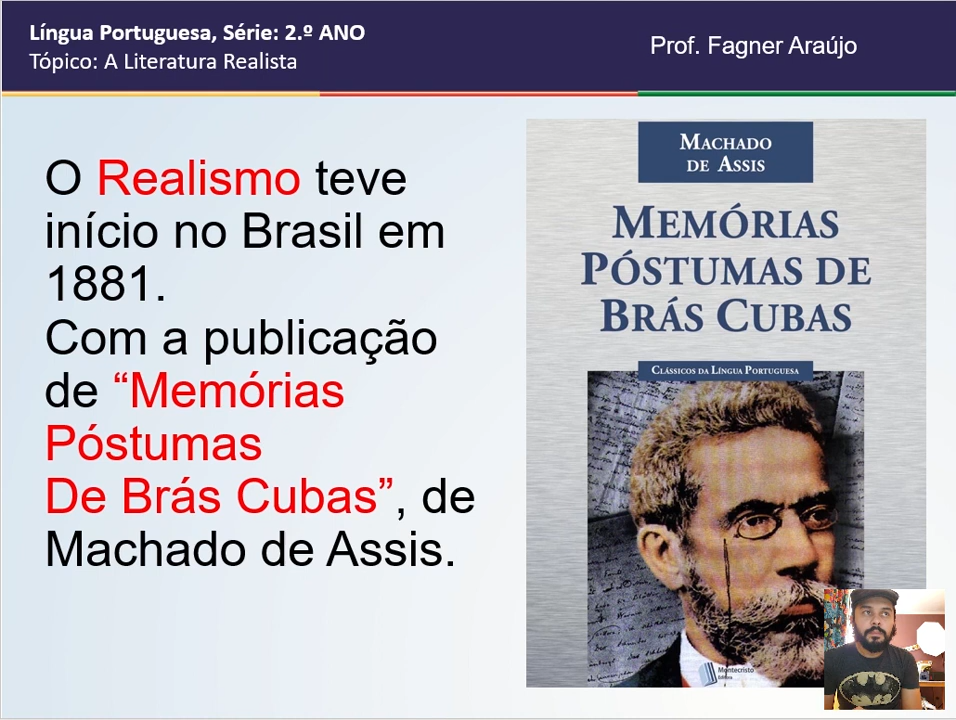 Língua Portuguesa, Série: 2.º ANO
Tópico: A Literatura Realista
Prof. Fagner Araújo
O Realismo teve
início no Brasil em
1881.
Com a publicação
de “Memórias
Póstumas
De Brás Cubas”, de
Machado de Assis.
MACHADO
DE ASSIS
MEMÓRIAS
PÓSTUMAS DE
BRÁS CUBAS
CLÁSSICOS DA LÍNGUA PORTUGUESA
Montecristo
Editora